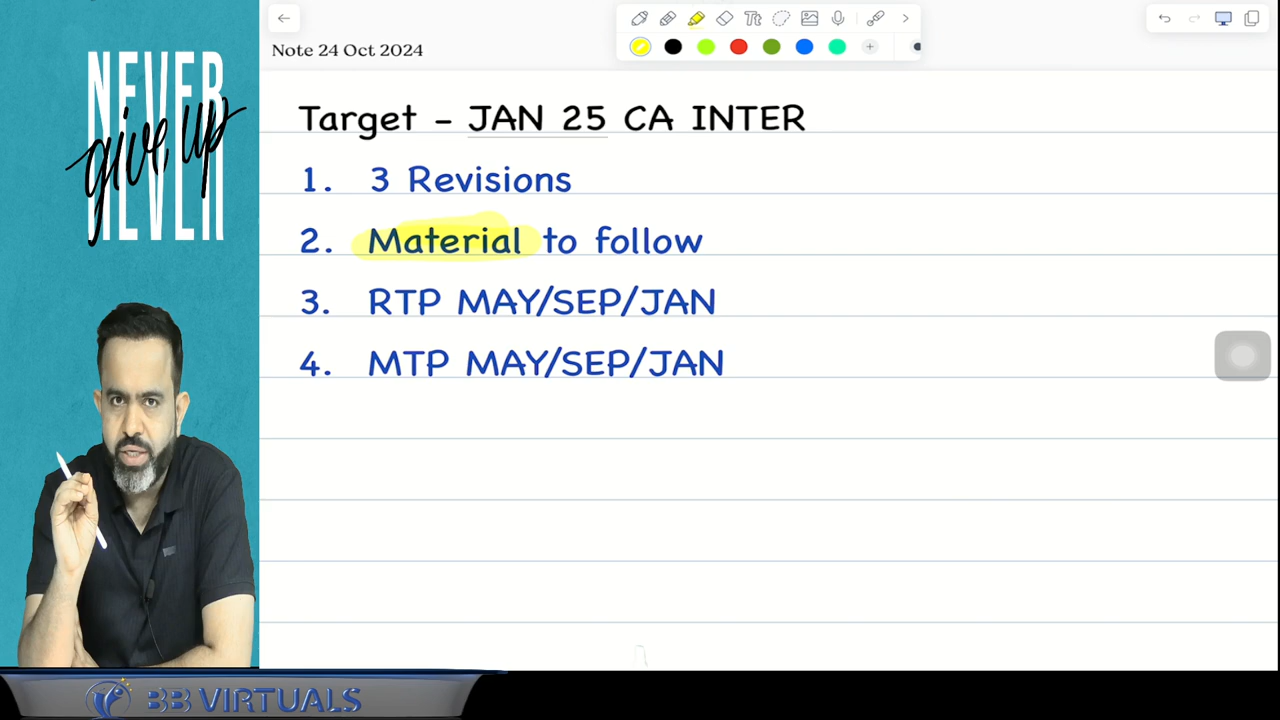 NEVER
give up
NEVER
Note 24 Oct 2024
Tt
Target - JAN 25 CA INTER
1. 3 Revisions
2. Material to follow
3. RTP MAY/SEP/JAN
4. MTP MAY/SEP/JAN
BB VIRTUALS